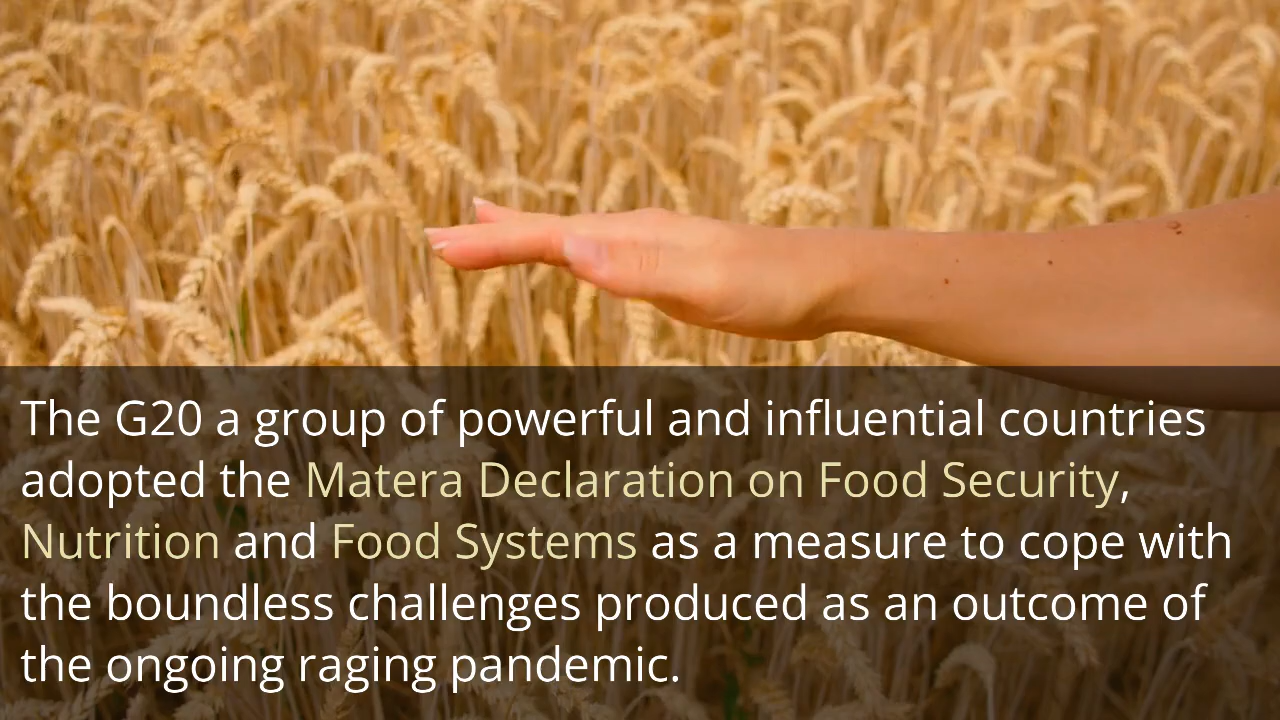 The G20 a group of powerful and influential countries
adopted the Matera Declaration on Food Security,
Nutrition and Food Systems as a measure to cope with
the boundless challenges produced as an outcome of
the ongoing raging pandemic.